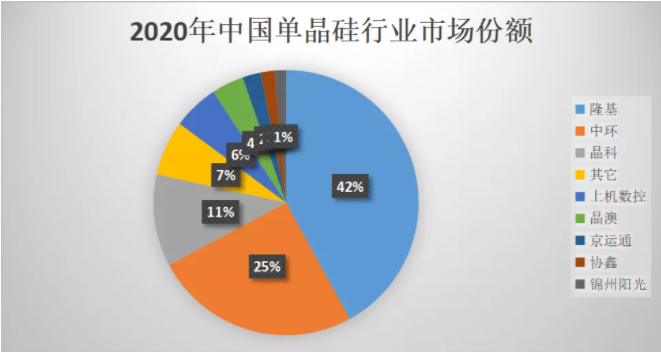 2020年中国单晶硅行业市场份额
42%
25%
11%
7%
6%
4
1%
隆基
中环
晶科
其它
上机数控
晶澳
京运通
协鑫
锦州阳光